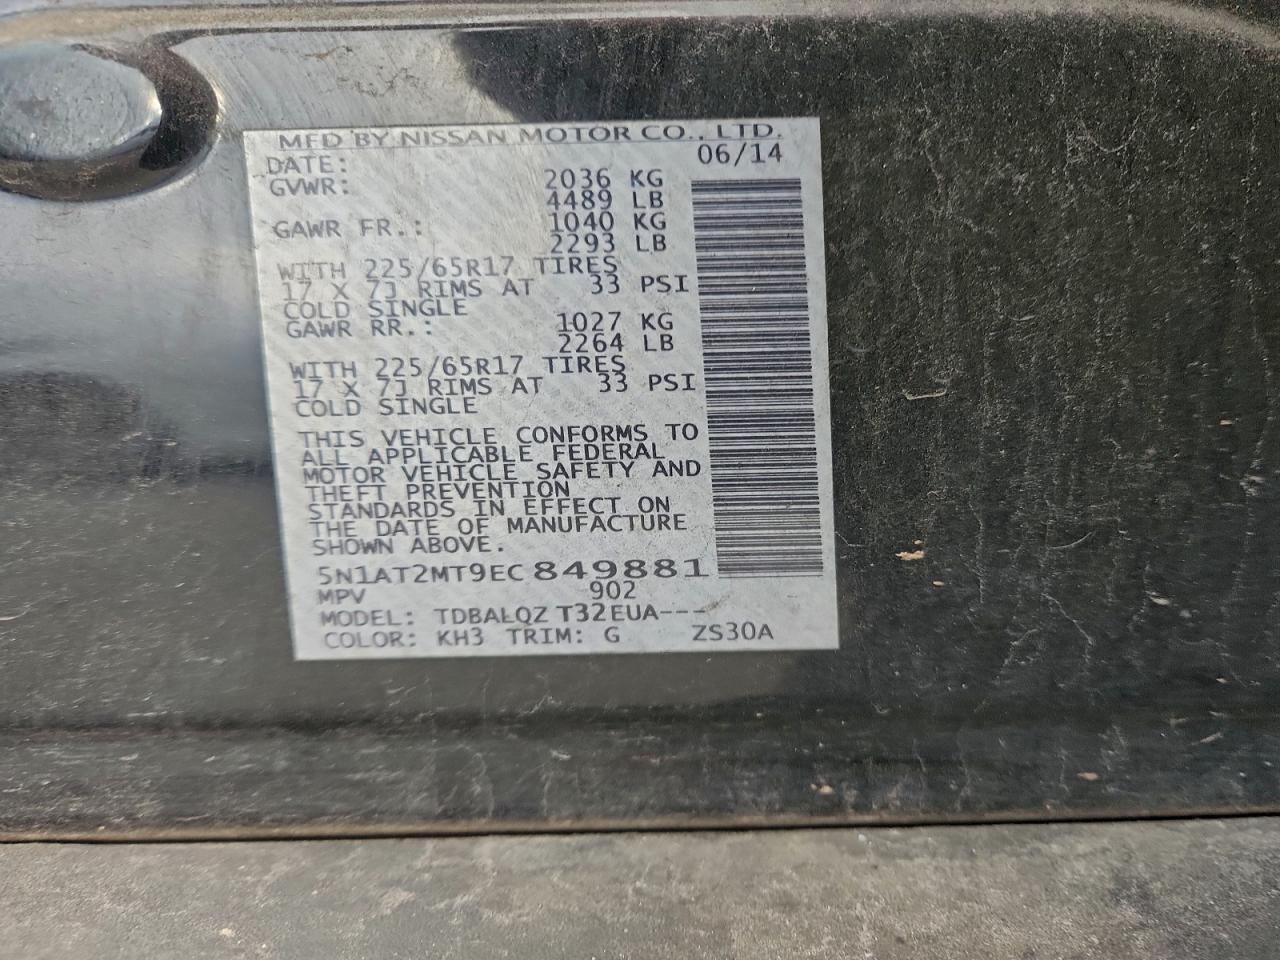 MFD BY NISSAN MOTOR CO., LTD.
DATE: 06/14
GVWR: 2036 KG
4489 LB
GAWR FR.: 1040 KG
2293 LB
WITH 225/65R17 TIRES
17 X 7J RIMS AT 33 PSI
COLD SINGLE
GAWR RR.: 1027 KG
2264 LB
WITH 225/65R17 TIRES
17 X 7J RIMS AT 33 PSI
COLD SINGLE
THIS VEHICLE CONFORMS TO
ALL APPLICABLE FEDERAL
MOTOR VEHICLE SAFETY AND
THEFT PREVENTION
STANDARDS IN EFFECT ON
THE DATE OF MANUFACTURE
SHOWN ABOVE.
5N1AT2MT9EC849881
MPV 902
MODEL: TDBALQZ T32EUA---
COLOR: KH3 TRIM: G ZS30A